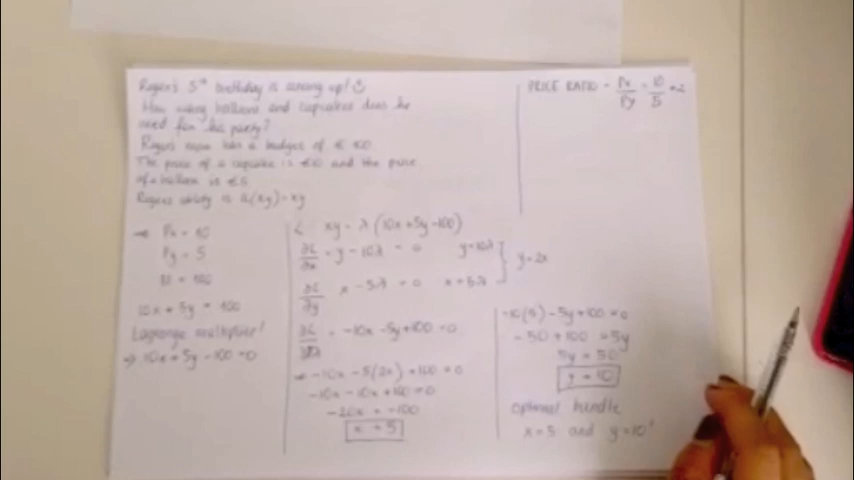 Roger's 5th birthday is coming up! ☺
How many balloons and cupcakes does he
need for his party?
Roger's mom has a budget of € 100
The price of a cupcake is €10 and the price
of a balloon is €5
Roger's utility is u(xy)=xy
→ Px = 10
Py = 5
M = 100
10x + 5y = 100
Lagrange multiplier!
⇒ 10x + 5y - 100 = 0
L xy - λ (10x + 5y - 100)
∂L/∂x = y - 10λ = 0 y = 10λ
y = 2x
∂L/∂y x - 5λ = 0 x = 5λ
∂L/∂λ = -10x - 5y + 100 = 0
→ -10x - 5(2x) + 100 = 0
-10x - 10x + 100 = 0
-20x = -100
x = 5
-10(5) - 5y + 100 = 0
-50 + 100 = 5y
5y = 50
y = 10
Optimal bundle
x = 5 and y = 10!
PRICE RATIO = Px/Py = 10/5 = 2